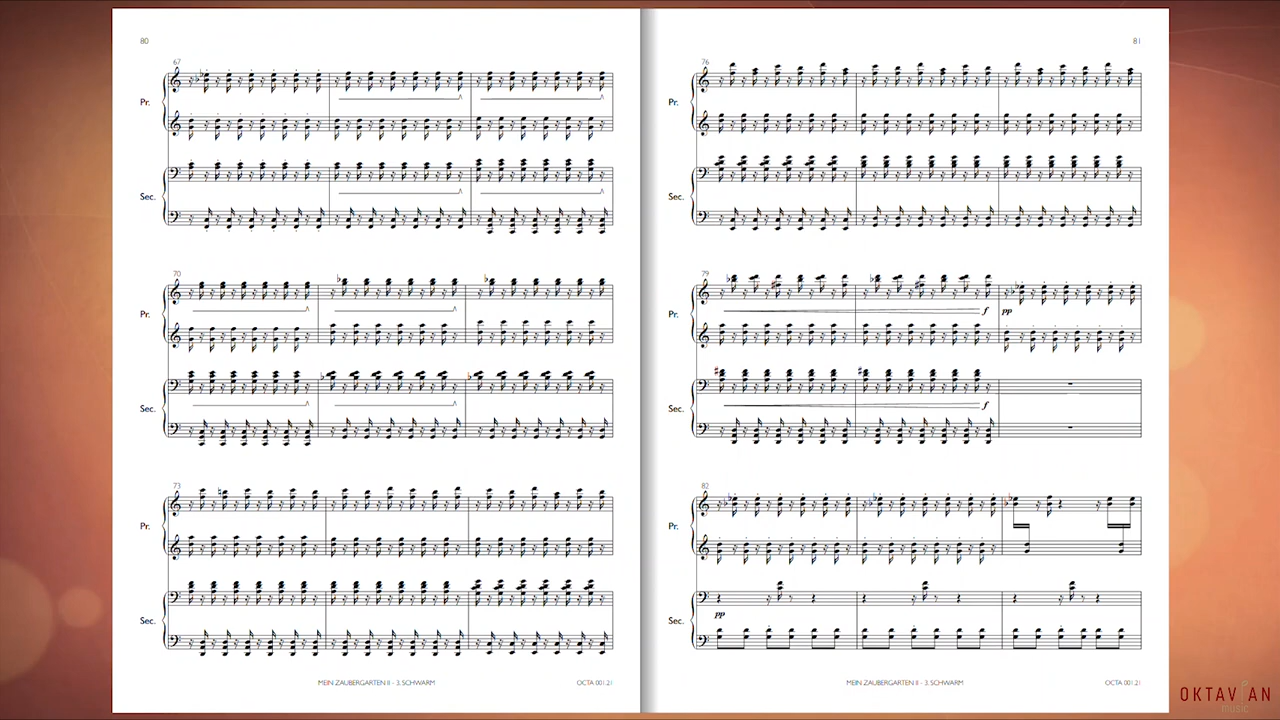 80
67
Pr.
Sec.
70
Pr.
Sec.
73
Pr.
Sec.
MEIN ZAUBERGARTEN II - 3. SCHWARM
OCTA 001.21
81
76
Pr.
Sec.
79
f
pp
Pr.
Sec.
f
82
Pr.
pp
Sec.
MEIN ZAUBERGARTEN II - 3. SCHWARM
OCTA 001.21
OKTAVIAN
music